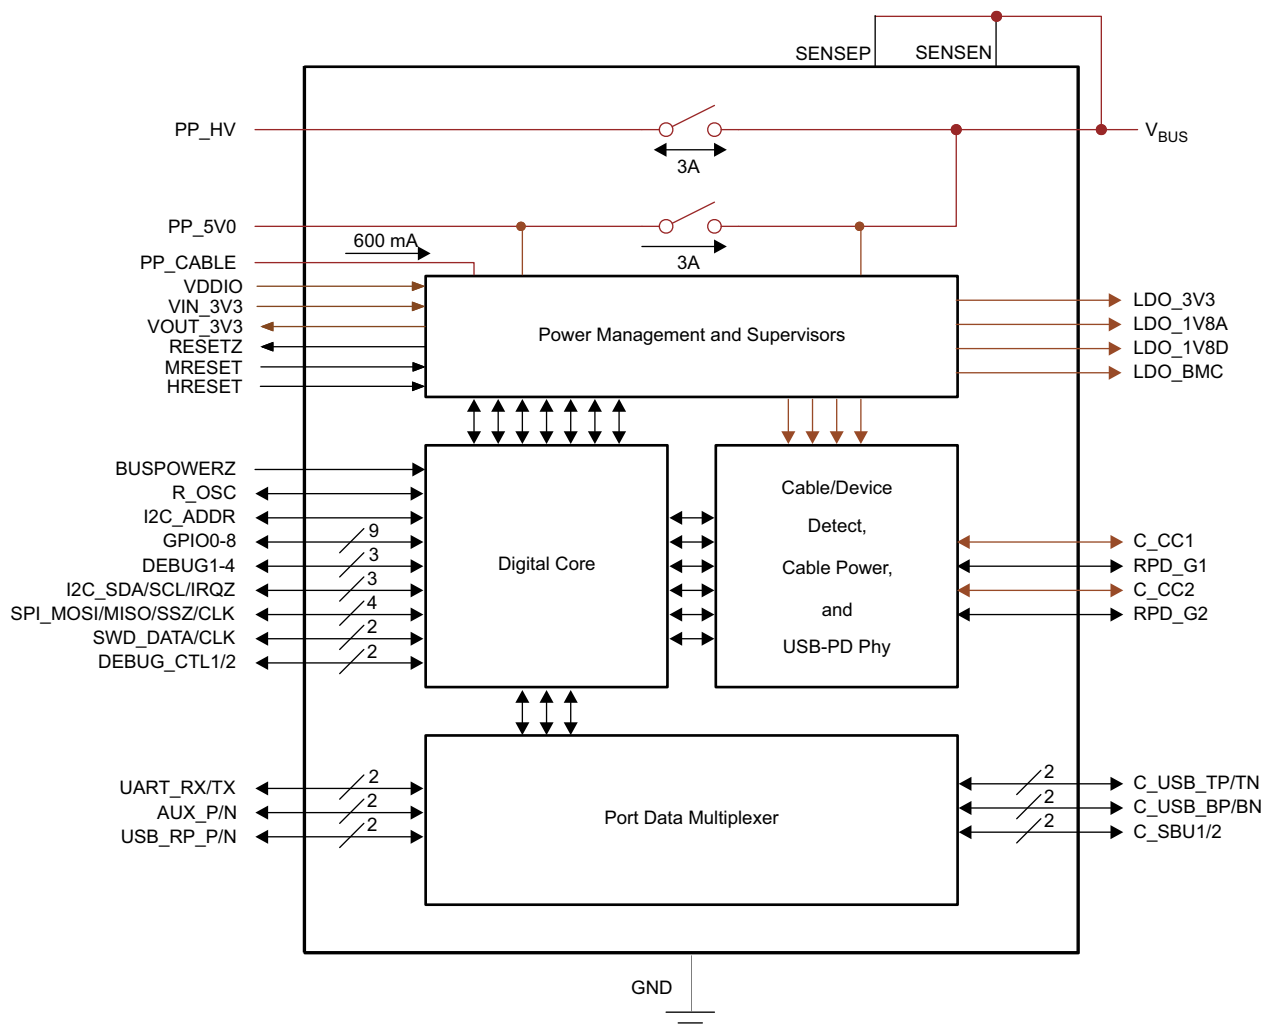 SENSEP
SENSEN
PP_HV
3A
VBUS
PP_5V0
600 mA
3A
PP_CABLE
VDDIO
VIN_3V3
VOUT_3V3
RESETZ
MRESET
HRESET
Power Management and Supervisors
LDO_3V3
LDO_1V8A
LDO_1V8D
LDO_BMC
BUSPOWERZ
R_OSC
I2C_ADDR
GPIO0-8
9
DEBUG1-4
3
I2C_SDA/SCL/IRQZ
3
SPI_MOSI/MISO/SSZ/CLK
4
SWD_DATA/CLK
2
DEBUG_CTL1/2
2
Digital Core
Cable/Device
Detect,
Cable Power,
and
USB-PD Phy
C_CC1
RPD_G1
C_CC2
RPD_G2
UART_RX/TX
2
AUX_P/N
2
USB_RP_P/N
2
Port Data Multiplexer
2
C_USB_TP/TN
2
C_USB_BP/BN
2
C_SBU1/2
GND